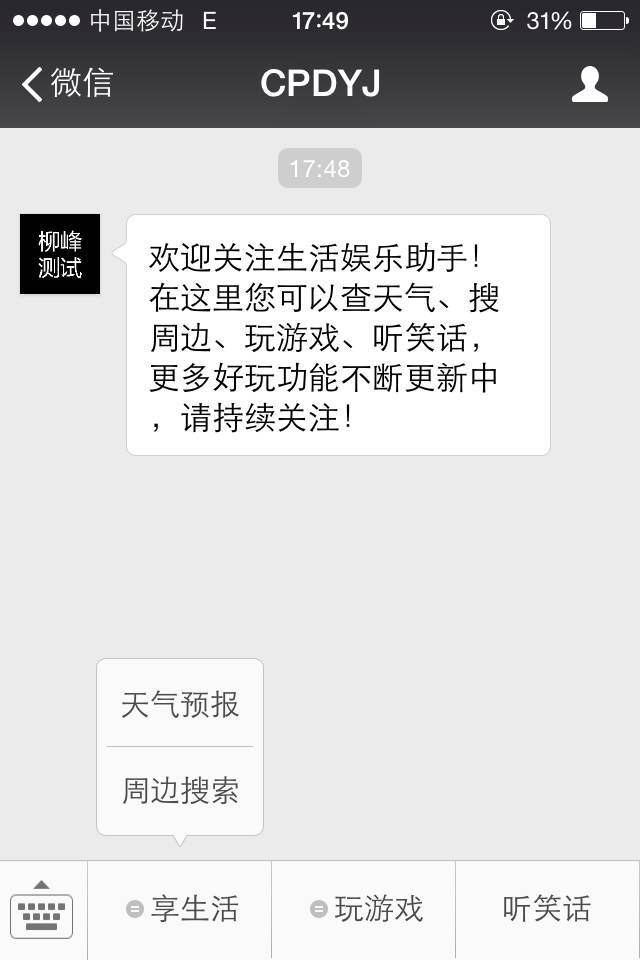 中国移动 E 17:49 31%
微信 CPDYJ
17:48
柳峰
测试
欢迎关注生活娱乐助手!
在这里您可以查天气、搜
周边、玩游戏、听笑话,
更多好玩功能不断更新中
,请持续关注!
天气预报
周边搜索
享生活 玩游戏 听笑话